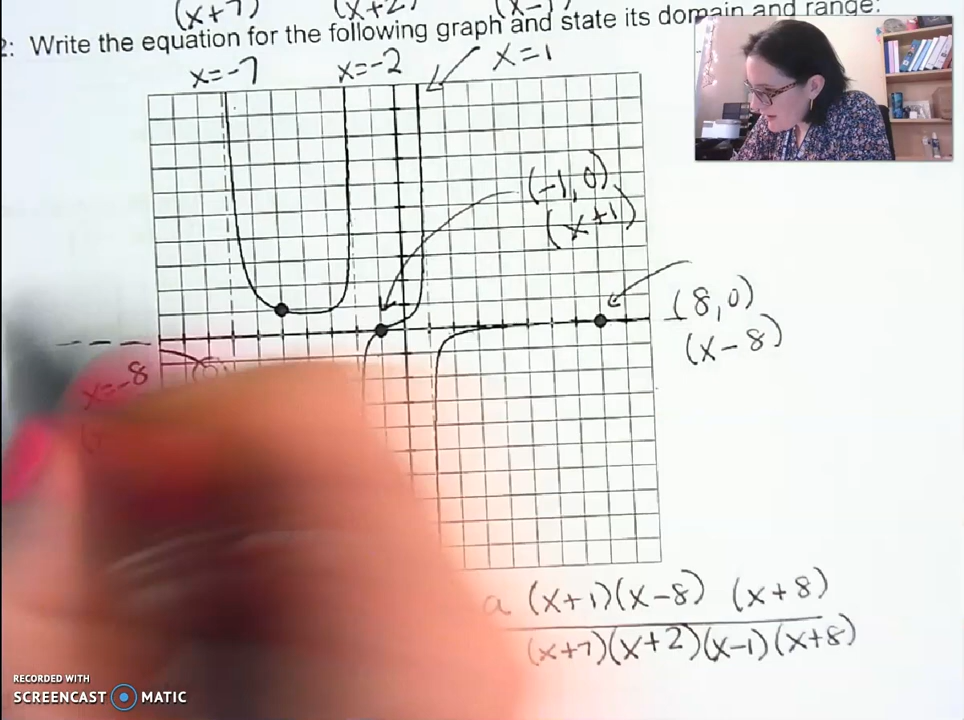 (x+7) (x+2) (x-1)
2: Write the equation for the following graph and state its domain and range:
x=-7 x=-2 x=1
(-1,0)
(x+1)
(8,0)
(x-8)
x=-8
a (x+1)(x-8) (x+8)
(x+7)(x+2)(x-1)(x+8)
RECORDED WITH
SCREENCAST MATIC